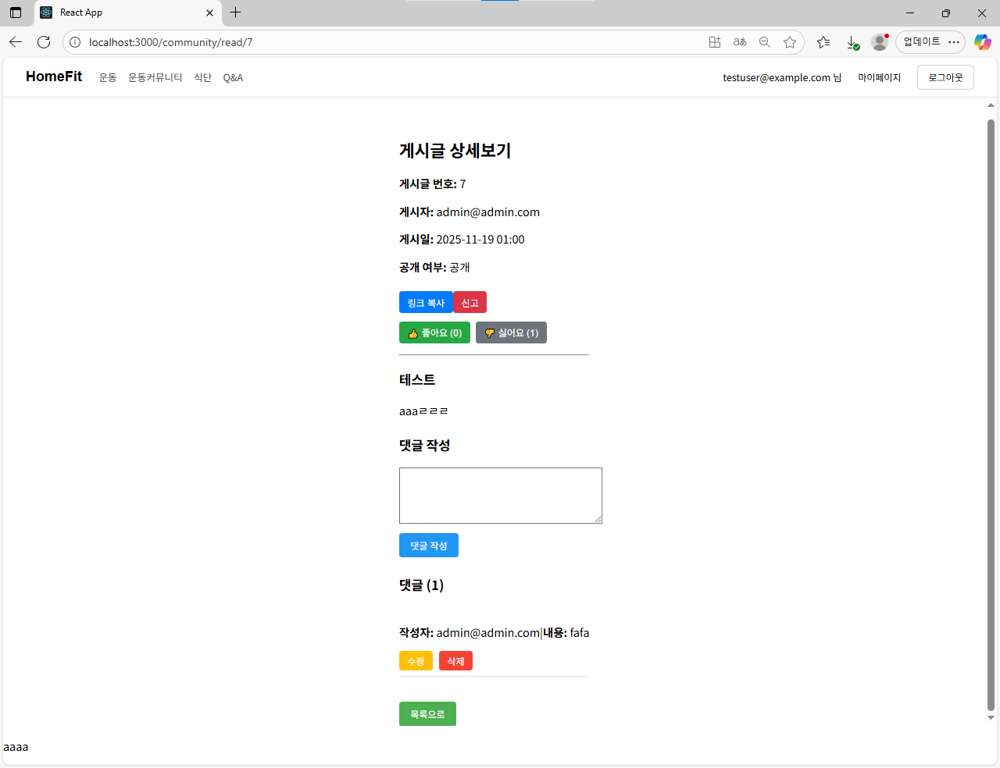 React App
localhost:3000/community/read/7
aあ
업데이트
HomeFit 운동 운동커뮤니티 식단 Q&A testuser@example.com 님 마이페이지 로그아웃
게시글 상세보기
게시글 번호: 7
게시자: admin@admin.com
게시일: 2025-11-19 01:00
공개 여부: 공개
링크 복사 신고
👍 좋아요 (0) 👎 싫어요 (1)
테스트
aaaㄹㄹㄹ
댓글 작성
댓글 작성
댓글 (1)
작성자: admin@admin.com|내용: fafa
수정 삭제
목록으로
aaaa